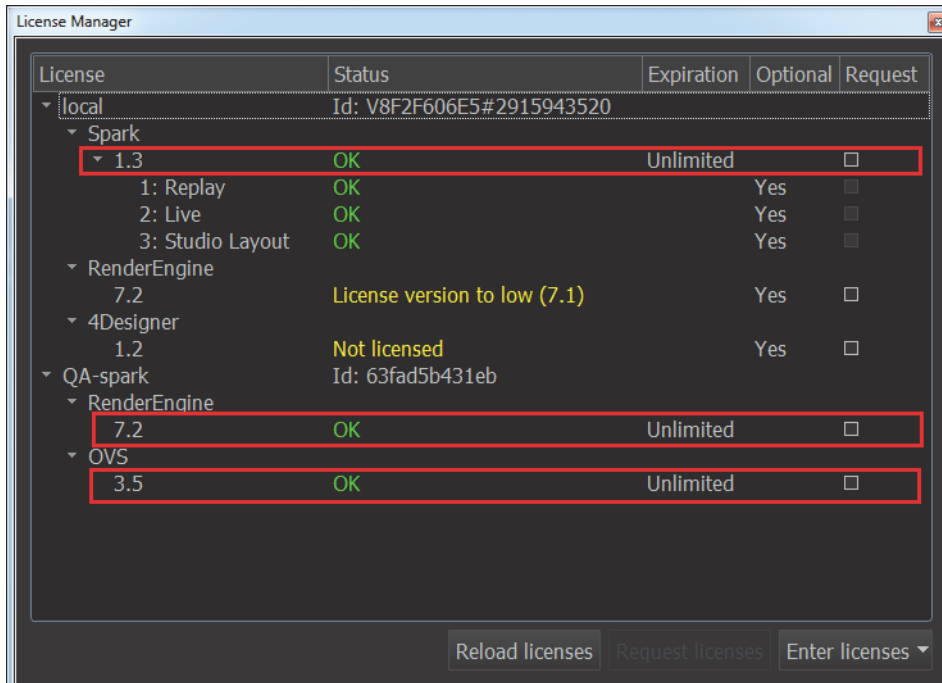 License Manager
License Status Expiration Optional Request
local Id: V8F2F606E5#2915943520
Spark
1.3 OK Unlimited
1: Replay OK Yes
2: Live OK Yes
3: Studio Layout OK Yes
RenderEngine
7.2 License version to low (7.1) Yes
4Designer
1.2 Not licensed Yes
QA-spark Id: 63fad5b431eb
RenderEngine
7.2 OK Unlimited
OVS
3.5 OK Unlimited
Reload licenses Request licenses Enter licenses